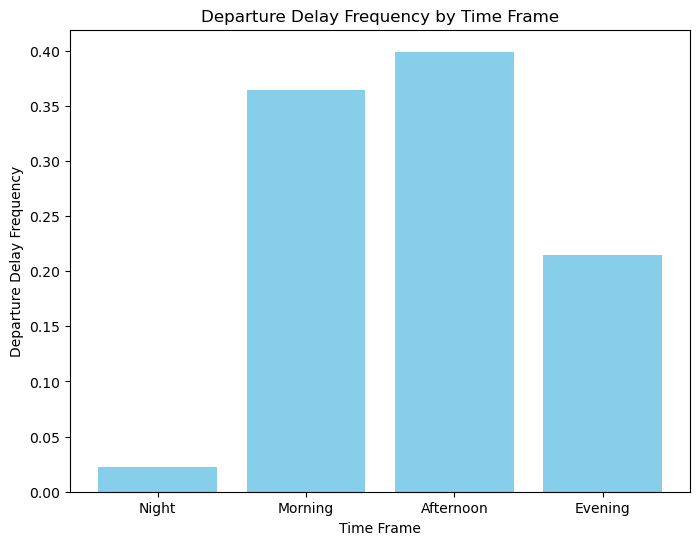 Departure Delay Frequency by Time Frame
Departure Delay Frequency
0.40
0.35
0.30
0.25
0.20
0.15
0.10
0.05
0.00
Night Morning Afternoon Evening
Time Frame